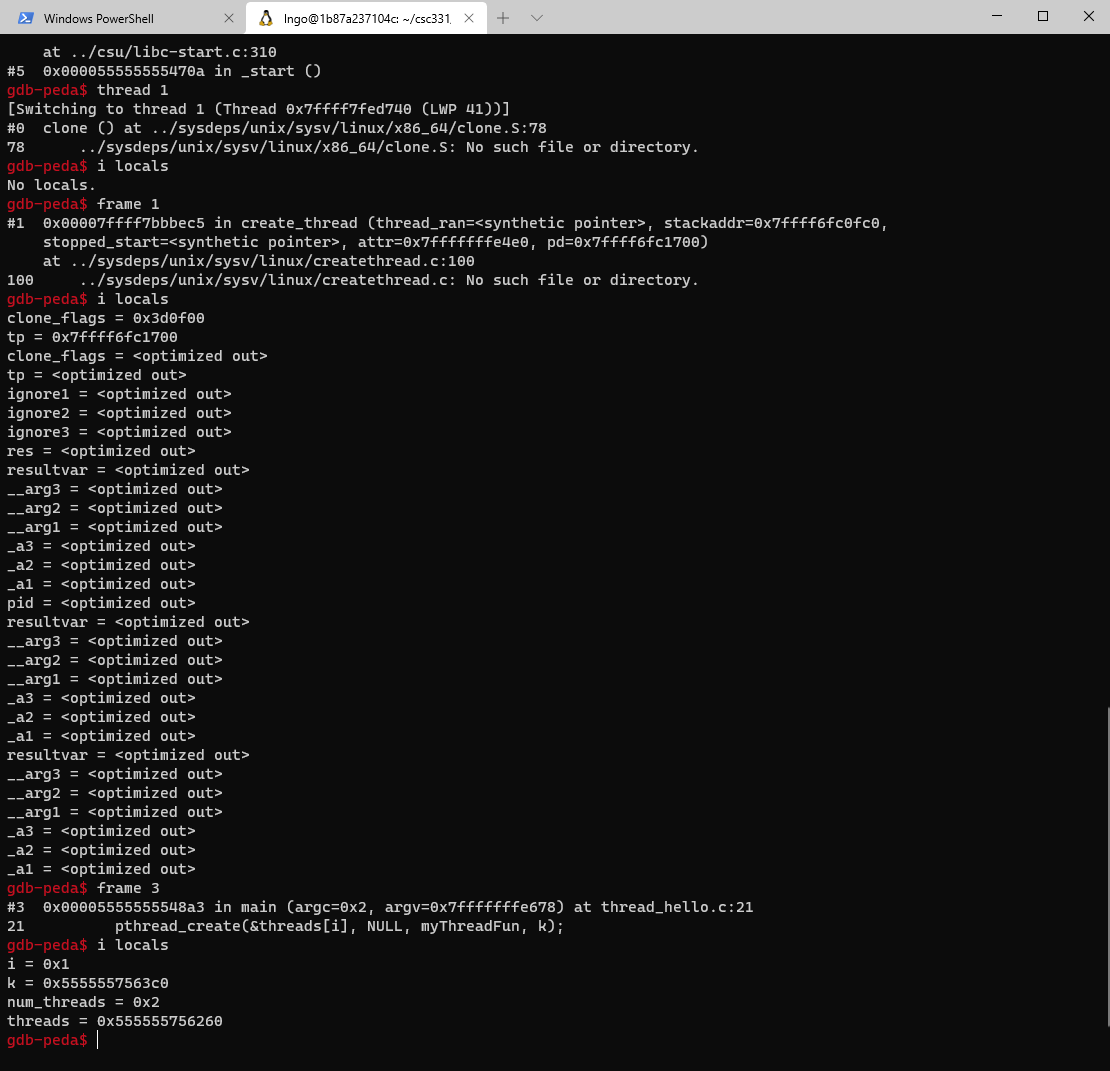 Windows PowerShell
Ingo@1b87a237104c: ~/csc331
at ../csu/libc-start.c:310
#5  0x000055555555470a in _start ()
gdb-peda$ thread 1
[Switching to thread 1 (Thread 0x7ffff7fed740 (LWP 41))]
#0  clone () at ../sysdeps/unix/sysv/linux/x86_64/clone.S:78
78      ../sysdeps/unix/sysv/linux/x86_64/clone.S: No such file or directory.
gdb-peda$ i locals
No locals.
gdb-peda$ frame 1
#1  0x00007ffff7bbbec5 in create_thread (thread_ran=<synthetic pointer>, stackaddr=0x7ffff6fc0fc0,
    stopped_start=<synthetic pointer>, attr=0x7fffffffe4e0, pd=0x7ffff6fc1700)
    at ../sysdeps/unix/sysv/linux/createthread.c:100
100     ../sysdeps/unix/sysv/linux/createthread.c: No such file or directory.
gdb-peda$ i locals
clone_flags = 0x3d0f00
tp = 0x7ffff6fc1700
clone_flags = <optimized out>
tp = <optimized out>
ignore1 = <optimized out>
ignore2 = <optimized out>
ignore3 = <optimized out>
res = <optimized out>
resultvar = <optimized out>
__arg3 = <optimized out>
__arg2 = <optimized out>
__arg1 = <optimized out>
_a3 = <optimized out>
_a2 = <optimized out>
_a1 = <optimized out>
pid = <optimized out>
resultvar = <optimized out>
__arg3 = <optimized out>
__arg2 = <optimized out>
__arg1 = <optimized out>
_a3 = <optimized out>
_a2 = <optimized out>
_a1 = <optimized out>
resultvar = <optimized out>
__arg3 = <optimized out>
__arg2 = <optimized out>
__arg1 = <optimized out>
_a3 = <optimized out>
_a2 = <optimized out>
_a1 = <optimized out>
gdb-peda$ frame 3
#3  0x00005555555548a3 in main (argc=0x2, argv=0x7fffffffe678) at thread_hello.c:21
21          pthread_create(&threads[i], NULL, myThreadFun, k);
gdb-peda$ i locals
i = 0x1
k = 0x5555557563c0
num_threads = 0x2
threads = 0x555555756260
gdb-peda$